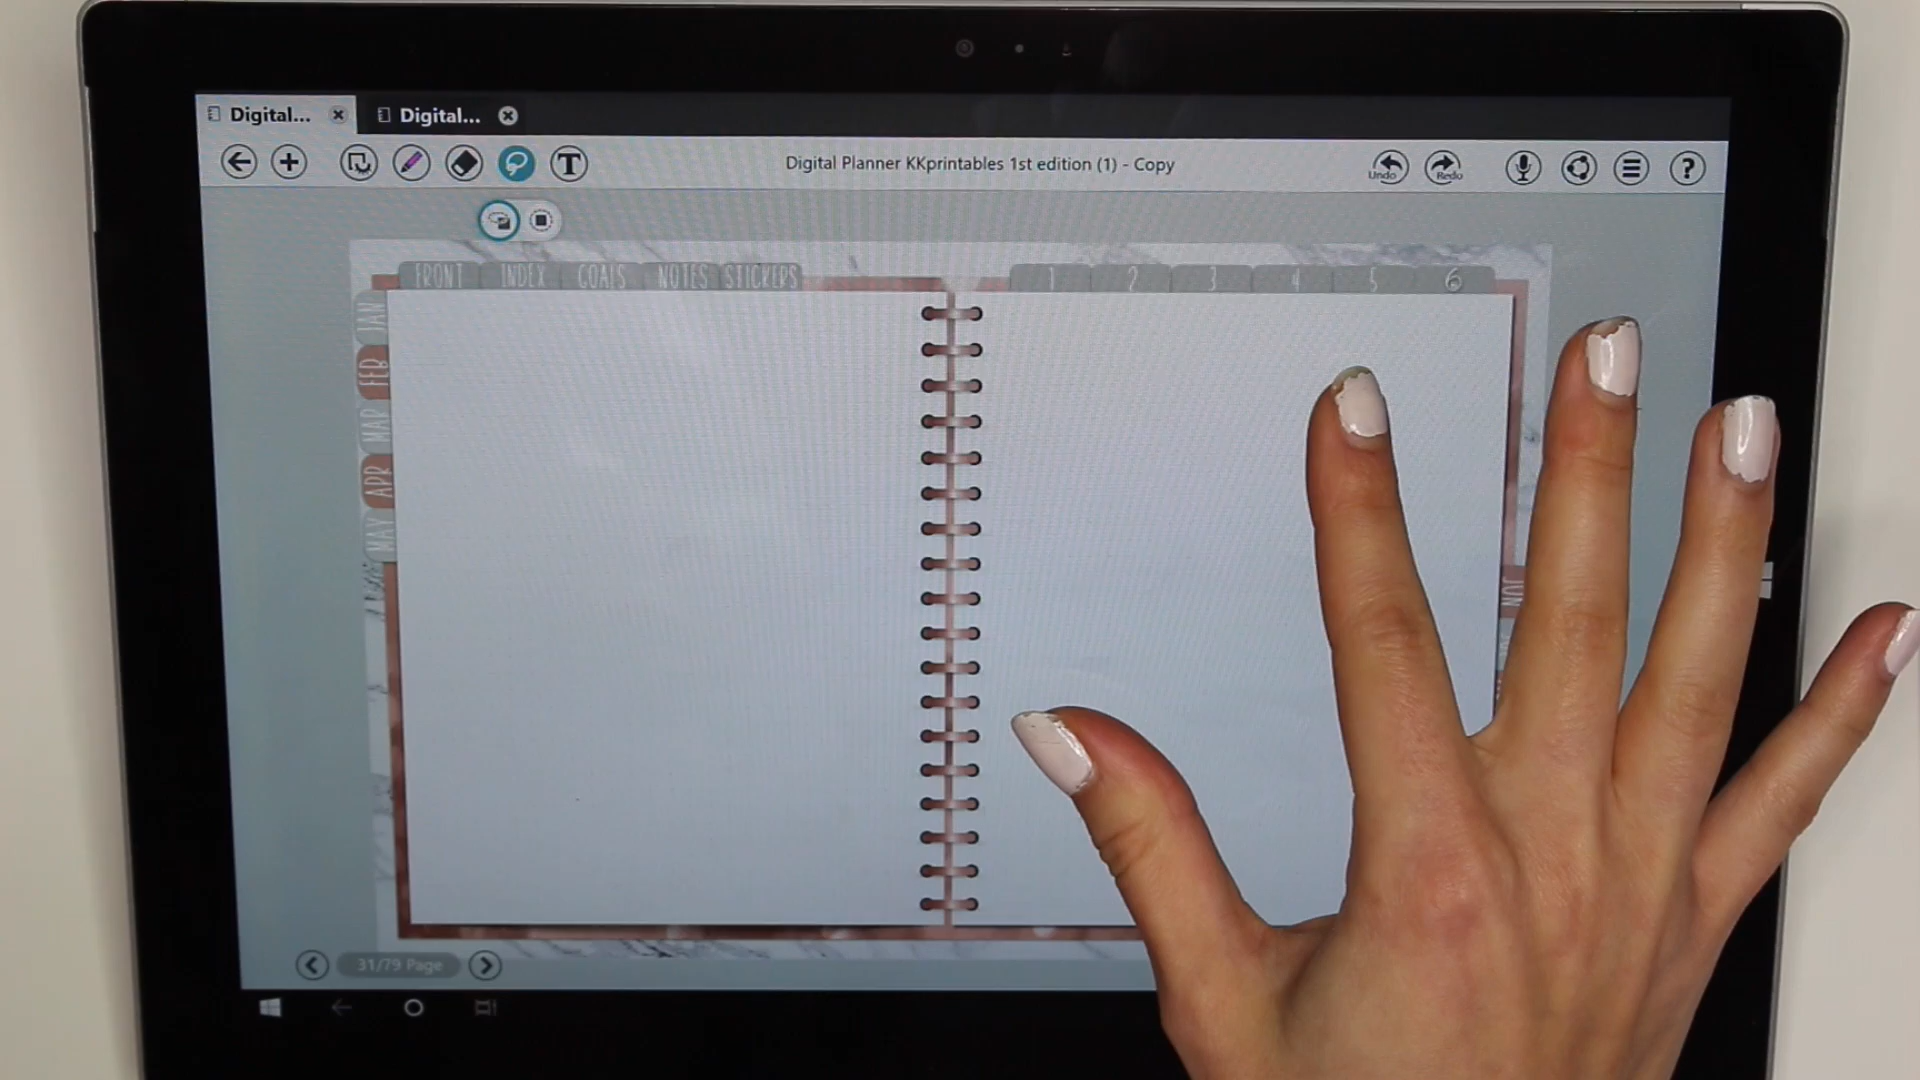 Digital...
Digital...
T
Digital Planner KKprintables 1st edition (1) - Copy
Undo
Redo
?
FRONT
INDEX
GOALS
NOTES
STICKERS
1
2
3
4
5
6
JAN
FEB
MAR
APR
MAY
JUN
31/79 Page